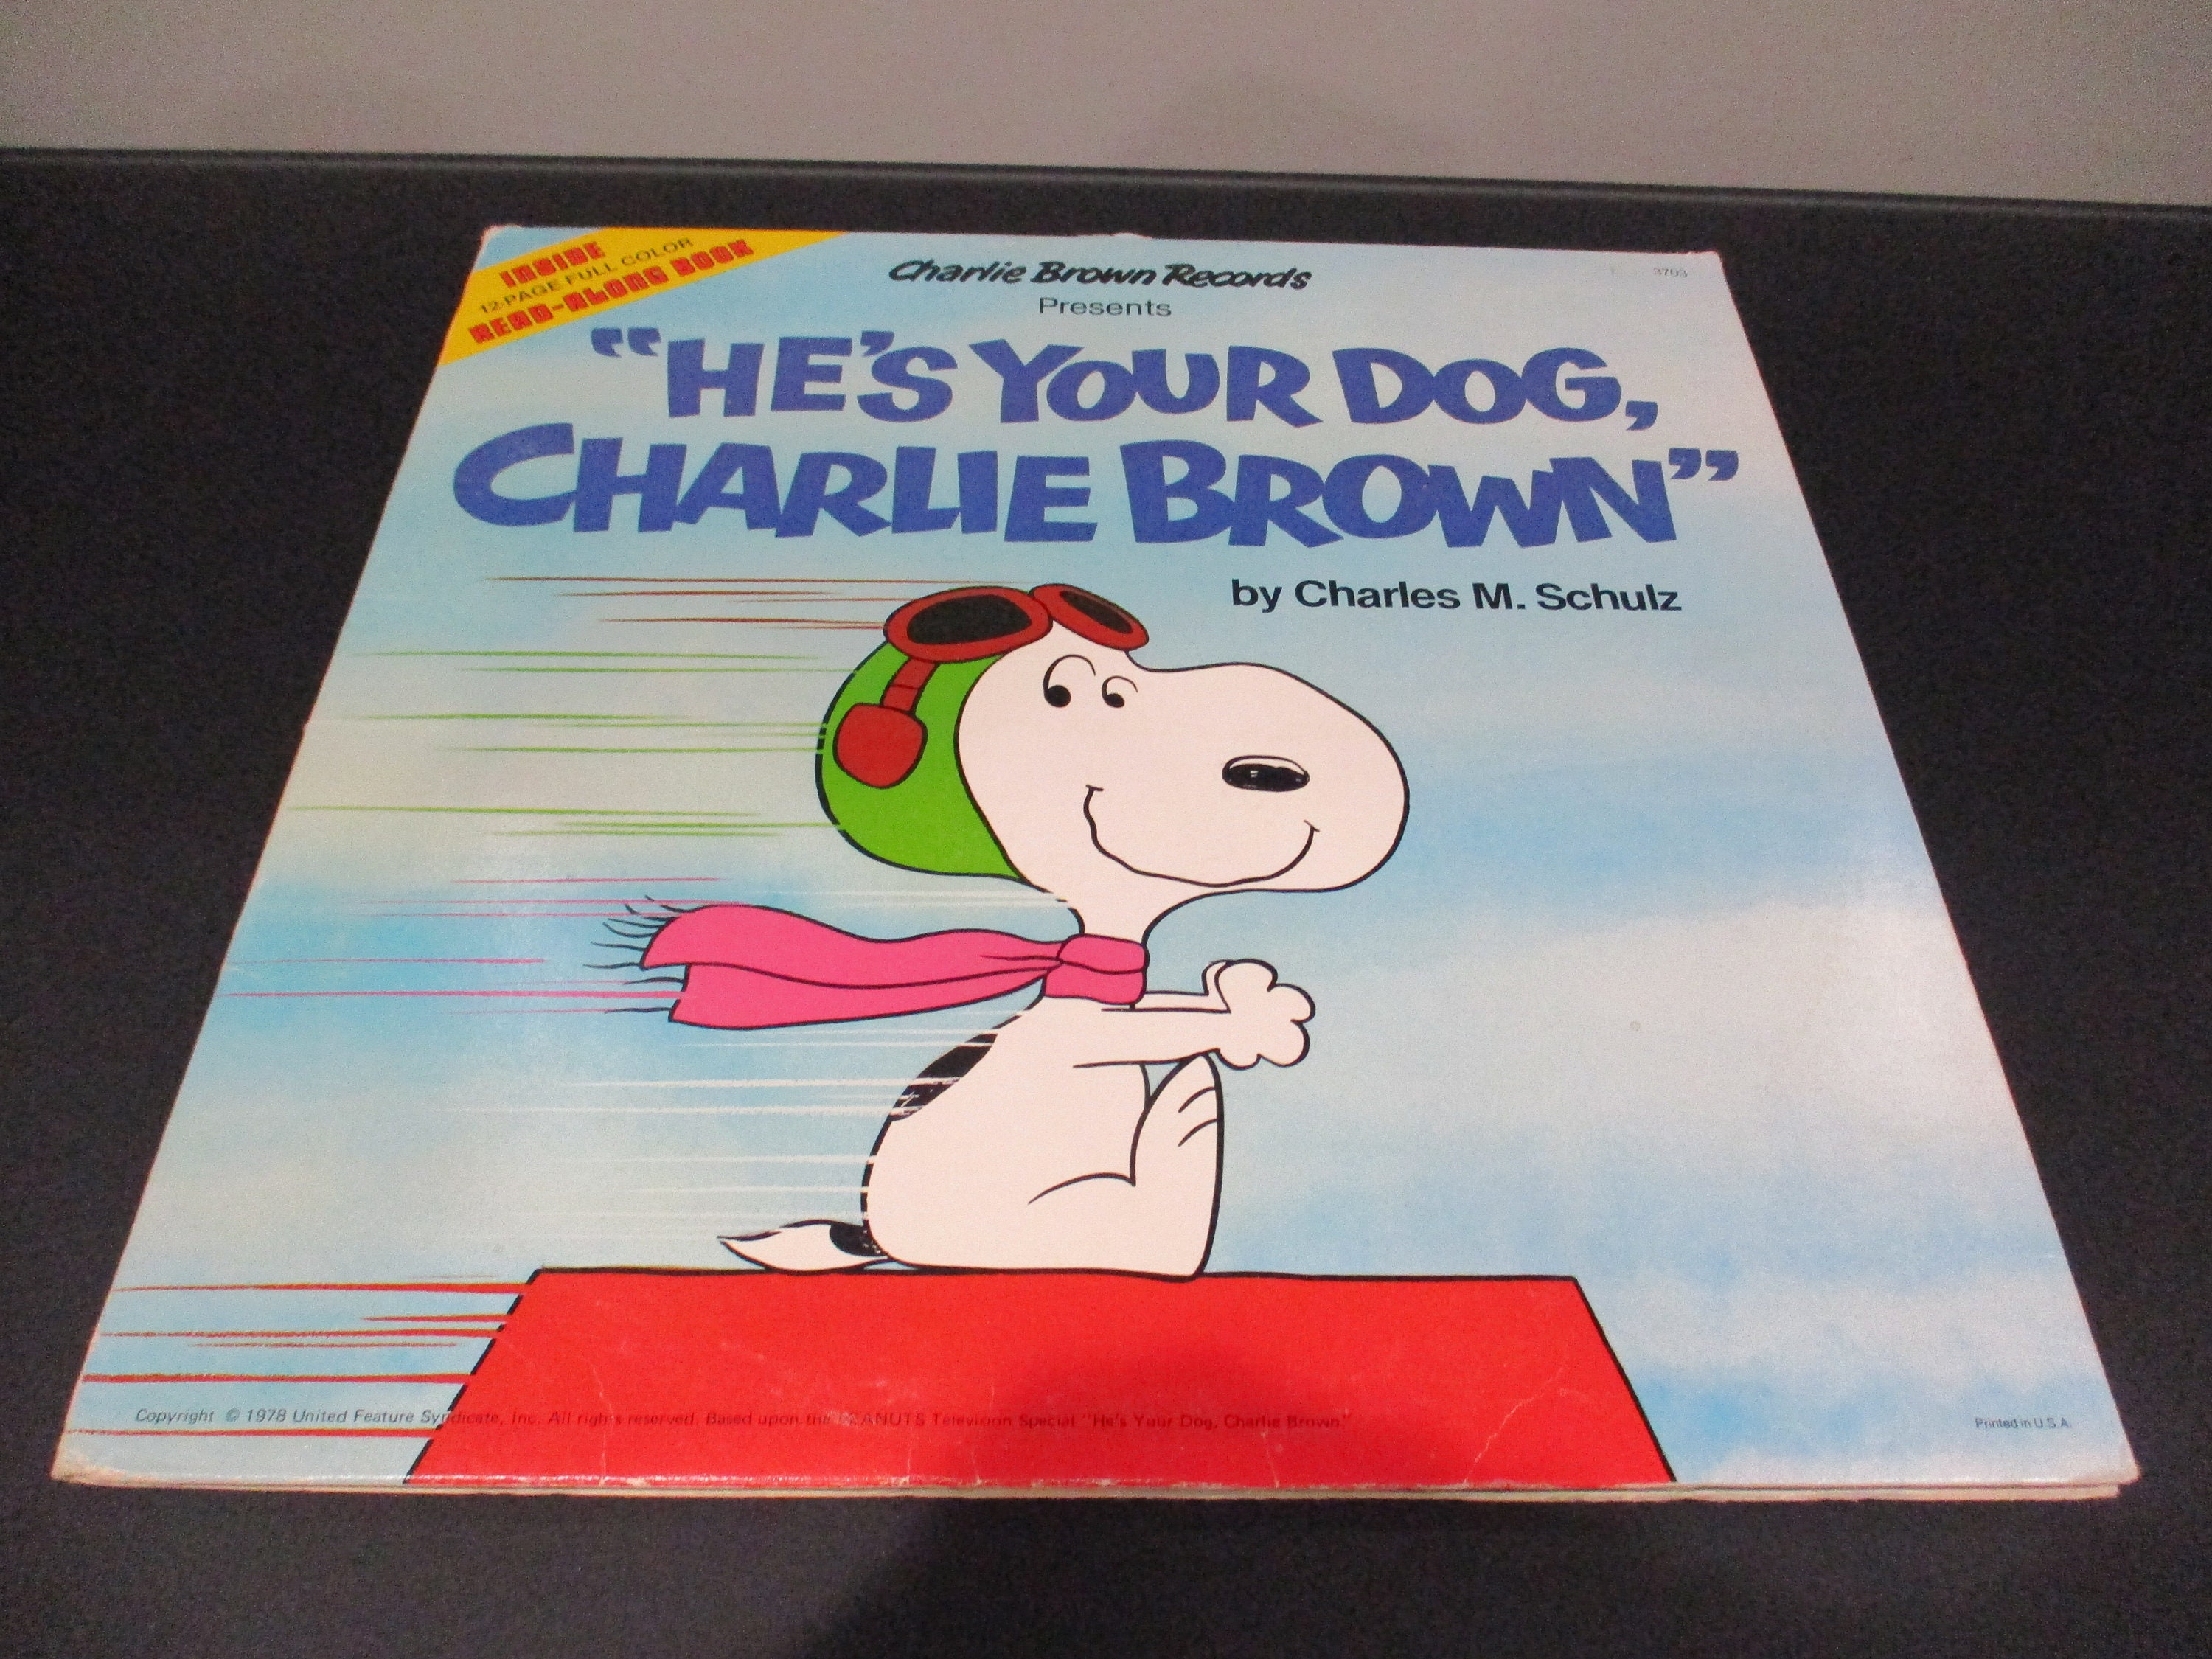 INSIDE
12-PAGE FULL COLOR
READ-ALONG BOOK
Charlie Brown Records
Presents
3703
“HE’S YOUR DOG,
CHARLIE BROWN”
by Charles M. Schulz
Copyright © 1978 United Feature Syndicate, Inc. All rights reserved. Based upon the PEANUTS Television Special "He's Your Dog, Charlie Brown."
Printed in U.S.A.